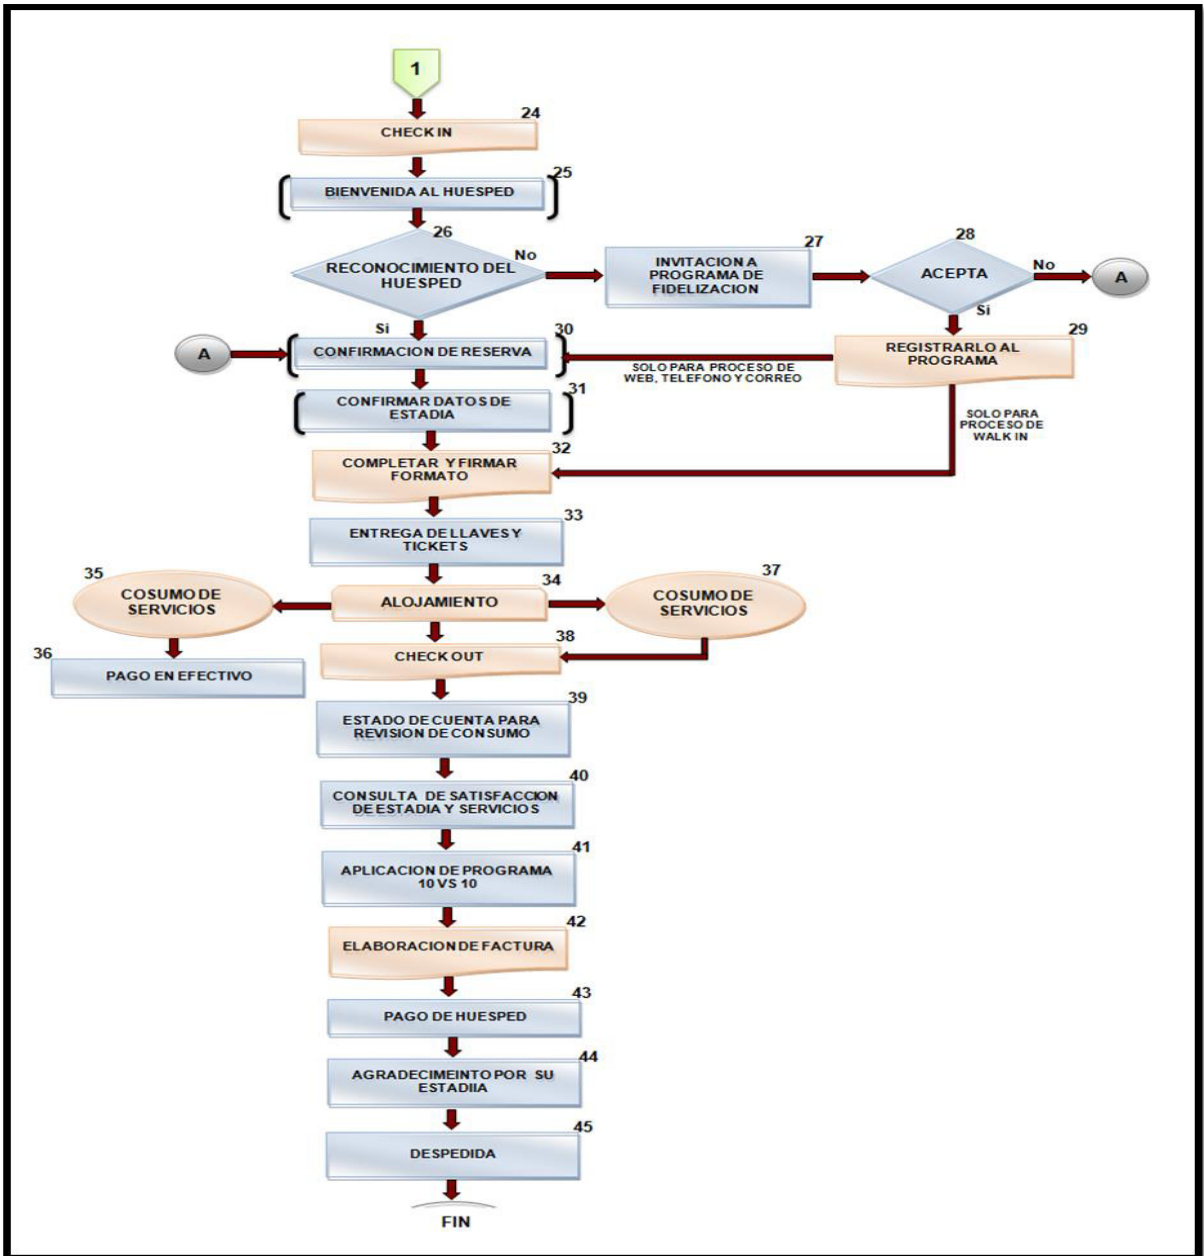 1
24
CHECK IN
25
BIENVENIDA AL HUESPED
26
RECONOCIMIENTO DEL
HUESPED
No
27
INVITACION A
PROGRAMA DE
FIDELIZACION
28
ACEPTA
No
A
Si
Si
29
REGISTRARLO AL
PROGRAMA
A
30
CONFIRMACION DE RESERVA
SOLO PARA PROCESO DE
WEB, TELEFONO Y CORREO
31
CONFIRMAR DATOS DE
ESTADIA
SOLO PARA
PROCESO DE
WALK IN
32
COMPLETAR Y FIRMAR
FORMATO
33
ENTREGA DE LLAVES Y
TICKETS
35
COSUMO DE
SERVICIOS
34
ALOJAMIENTO
37
COSUMO DE
SERVICIOS
36
PAGO EN EFECTIVO
38
CHECK OUT
39
ESTADO DE CUENTA PARA
REVISION DE CONSUMO
40
CONSULTA DE SATISFACCION
DE ESTADIA Y SERVICIOS
41
APLICACION DE PROGRAMA
10 VS 10
42
ELABORACION DE FACTURA
43
PAGO DE HUESPED
44
AGRADECIMEINTO POR SU
ESTADIIA
45
DESPEDIDA
FIN